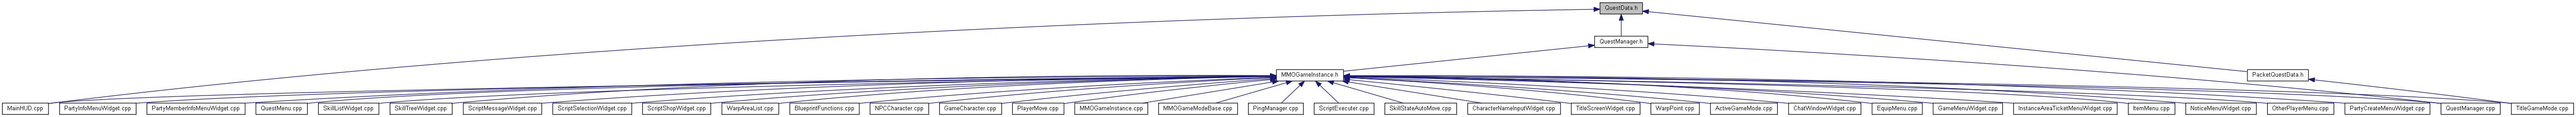 QuestData.h
QuestManager.h
MMOGameInstance.h
PacketQuestData.h
MainHUD.cpp
PartyInfoMenuWidget.cpp
PartyMemberInfoMenuWidget.cpp
QuestMenu.cpp
SkillListWidget.cpp
SkillTreeWidget.cpp
ScriptMessageWidget.cpp
ScriptSelectionWidget.cpp
ScriptShopWidget.cpp
WarpAreaList.cpp
BlueprintFunctions.cpp
NPCCharacter.cpp
GameCharacter.cpp
PlayerMove.cpp
MMOGameInstance.cpp
MMOGameModeBase.cpp
PingManager.cpp
ScriptExecuter.cpp
SkillStateAutoMove.cpp
CharacterNameInputWidget.cpp
TitleScreenWidget.cpp
WarpPoint.cpp
ActiveGameMode.cpp
ChatWindowWidget.cpp
EquipMenu.cpp
GameMenuWidget.cpp
InstanceAreaTicketMenuWidget.cpp
ItemMenu.cpp
NoticeMenuWidget.cpp
OtherPlayerMenu.cpp
PartyCreateMenuWidget.cpp
QuestManager.cpp
TitleGameMode.cpp